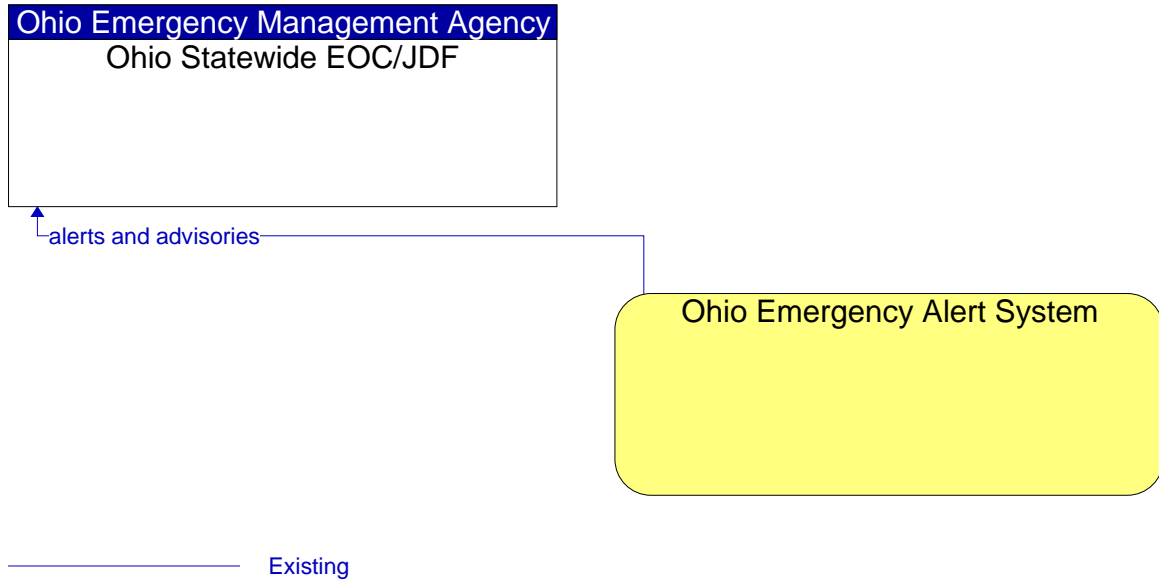 Ohio Emergency Management Agency
Ohio Statewide EOC/JDF
alerts and advisories
Ohio Emergency Alert System
Existing